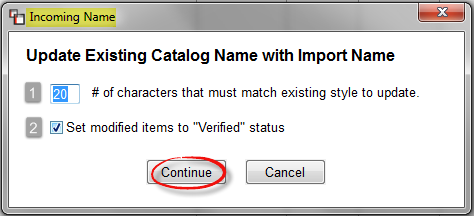 Incoming Name
Update Existing Catalog Name with Import Name
1 20 # of characters that must match existing style to update.
2 Set modified items to "Verified" status
Continue Cancel